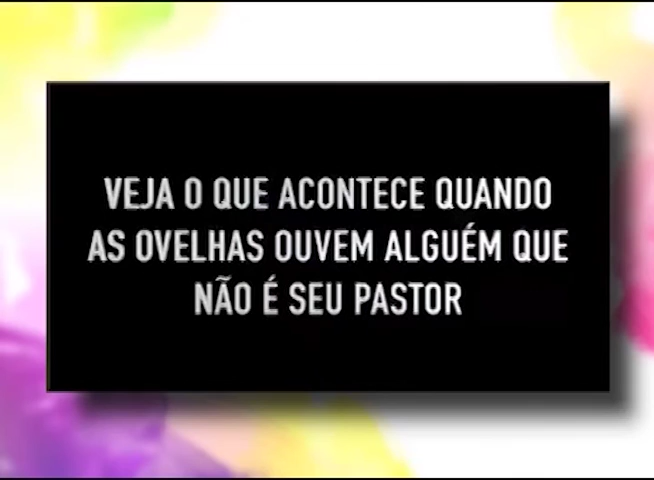 VEJA O QUE ACONTECE QUANDO
AS OVELHAS OUVEM ALGUÉM QUE
NÃO É SEU PASTOR